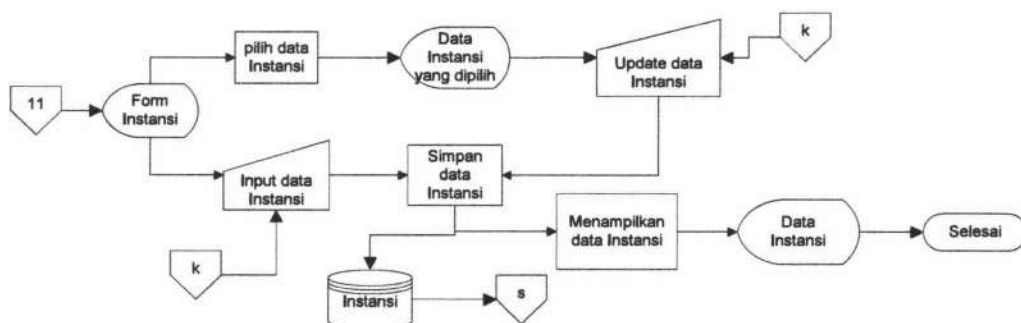 pilih data
Instansi
Data
Instansi
yang dipilih
Update data
Instansi
k
11
Form
Instansi
Input data
Instansi
Simpan
data
Instansi
Menampilkan
data Instansi
Data
Instansi
Selesai
k
Instansi
s